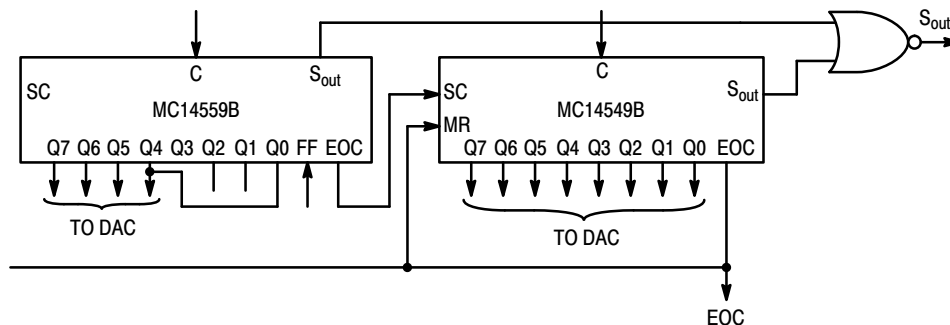 Sout
C
Sout
SC
MC14559B
Q7 Q6 Q5 Q4 Q3 Q2 Q1 Q0 FF EOC
TO DAC
C
SC
Sout
MC14549B
MR
Q7 Q6 Q5 Q4 Q3 Q2 Q1 Q0 EOC
TO DAC
EOC